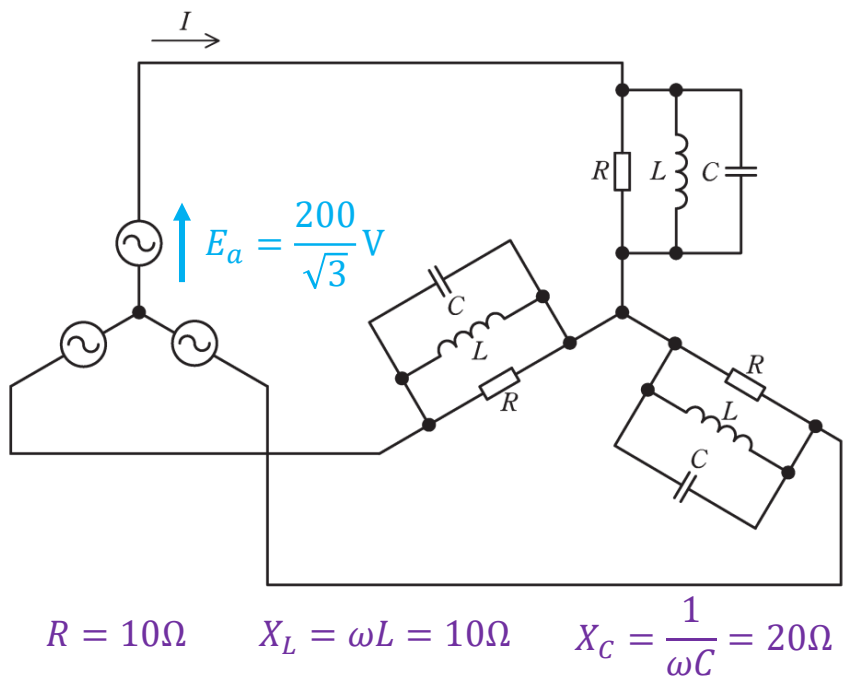 I
R L C
E_a = 200/√3 V
C
L
R
R
L
C
R = 10Ω X_L = ωL = 10Ω X_C = 1/ωC = 20Ω